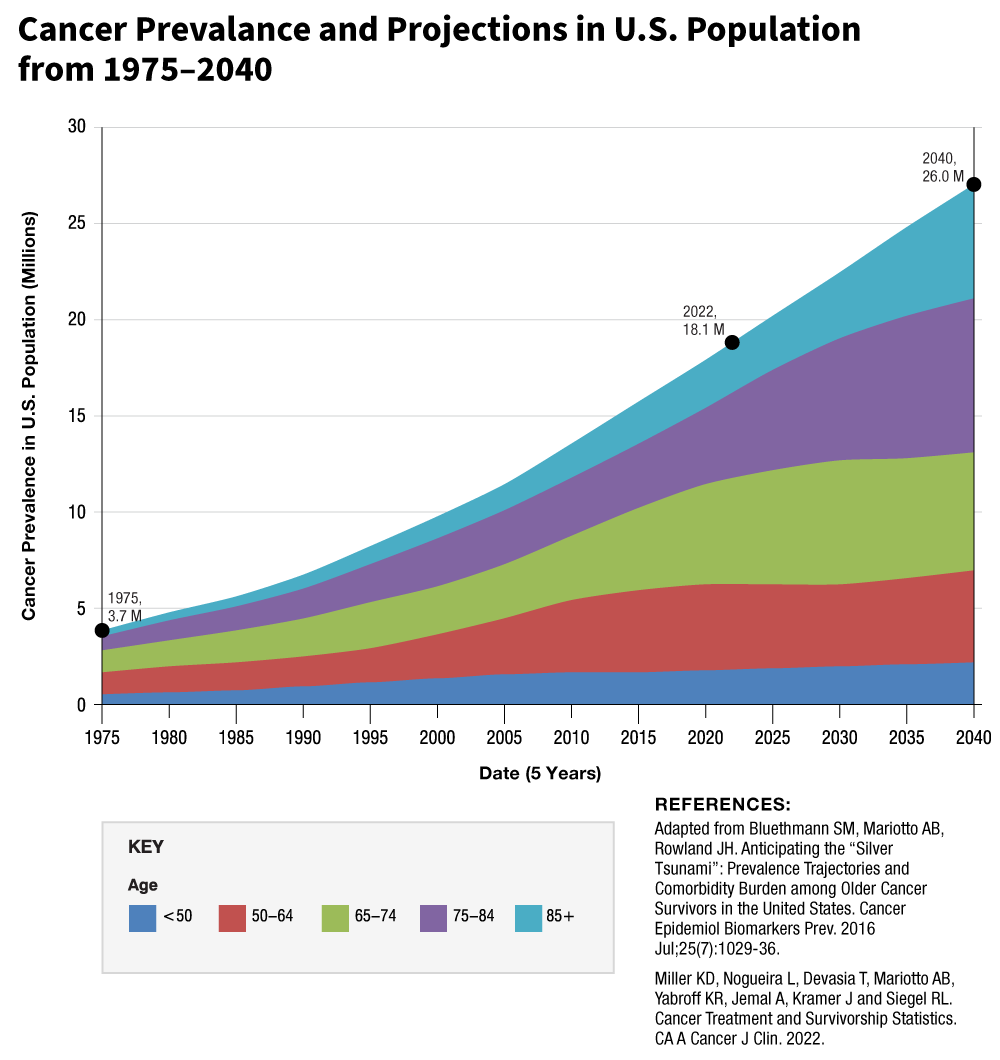 Cancer Prevalance and Projections in U.S. Population
from 1975–2040
Cancer Prevalence in U.S. Population (Millions)
30
25
20
15
10
5
0
1975,
3.7 M
2022,
18.1 M
2040,
26.0 M
1975 1980 1985 1990 1995 2000 2005 2010 2015 2020 2025 2030 2035 2040
Date (5 Years)
KEY
Age
<50 50–64 65–74 75–84 85+
REFERENCES:
Adapted from Bluethmann SM, Mariotto AB,
Rowland JH. Anticipating the “Silver
Tsunami”: Prevalence Trajectories and
Comorbidity Burden among Older Cancer
Survivors in the United States. Cancer
Epidemiol Biomarkers Prev. 2016
Jul;25(7):1029-36.
Miller KD, Nogueira L, Devasia T, Mariotto AB,
Yabroff KR, Jemal A, Kramer J and Siegel RL.
Cancer Treatment and Survivorship Statistics.
CA A Cancer J Clin. 2022.